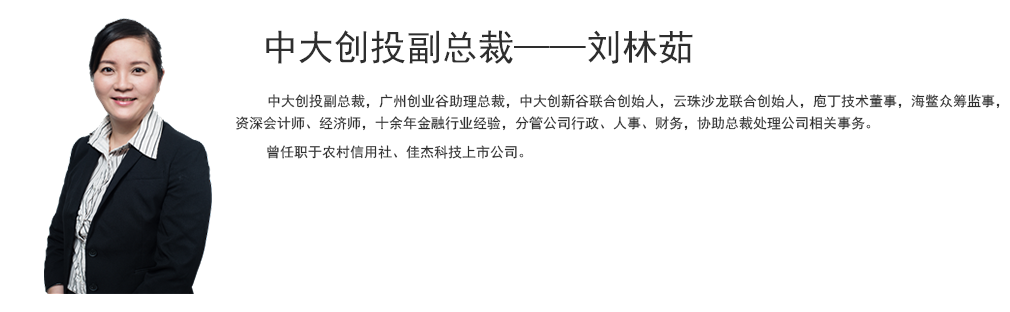 中大创投副总裁——刘林茹
中大创投副总裁，广州创业谷助理总裁，中大创新谷联合创始人，云珠沙龙联合创始人，庖丁技术董事，海鳖众筹监事，
资深会计师、经济师，十余年金融行业经验，分管公司行政、人事、财务，协助总裁处理公司相关事务。
曾任职于农村信用社、佳杰科技上市公司。